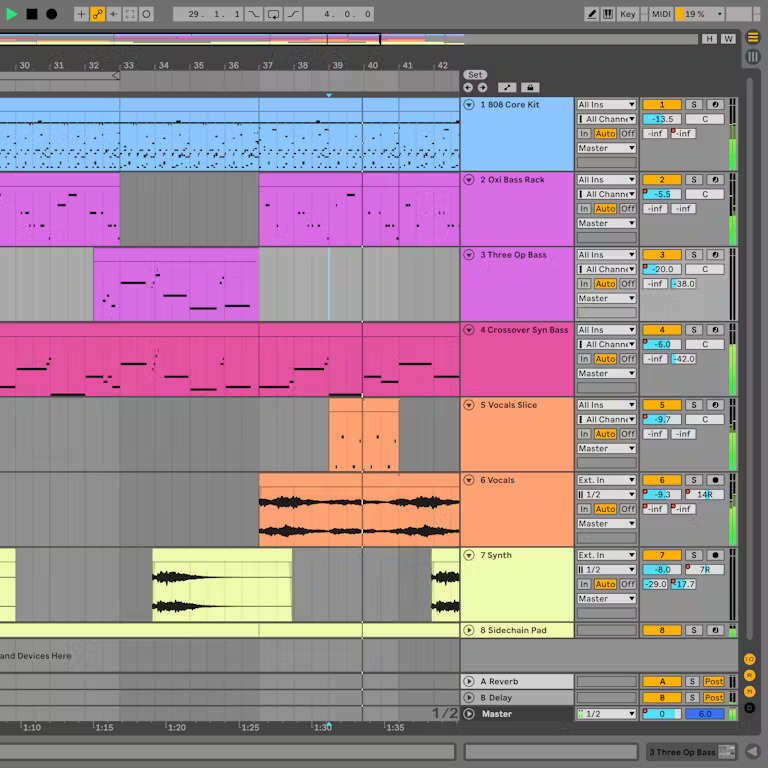 29. 1. 1
4. 0. 0
Key
MIDI
19 %
H W
30 31 32 33 34 35 36 37 38 39 40 41 42
Set
1 808 Core Kit
All Ins
1
S
All Channe
-13.5
C
In Auto Off
-inf
-inf
Master
2 Oxi Bass Rack
All Ins
2
S
All Channe
-5.5
C
In Auto Off
-inf
-inf
Master
3 Three Op Bass
All Ins
3
S
All Channe
-20.0
C
In Auto Off
-inf
-38.0
Master
4 Crossover Syn Bass
All Ins
4
S
All Channe
-6.0
C
In Auto Off
-inf
-42.0
Master
5 Vocals Slice
All Ins
5
S
All Channe
-9.7
C
In Auto Off
-inf
-inf
Master
6 Vocals
Ext. In
6
S
1/2
-9.3
14R
In Auto Off
-inf
-inf
Master
7 Synth
Ext. In
7
S
1/2
-8.0
7R
In Auto Off
-29.0
-17.7
Master
8 Sidechain Pad
8
S
and Devices Here
A Reverb
A
S
Post
B Delay
B
S
Post
1/2
Master
1/2
0
6.0
1:10 1:15 1:20 1:25 1:30 1:35
3 Three Op Bass